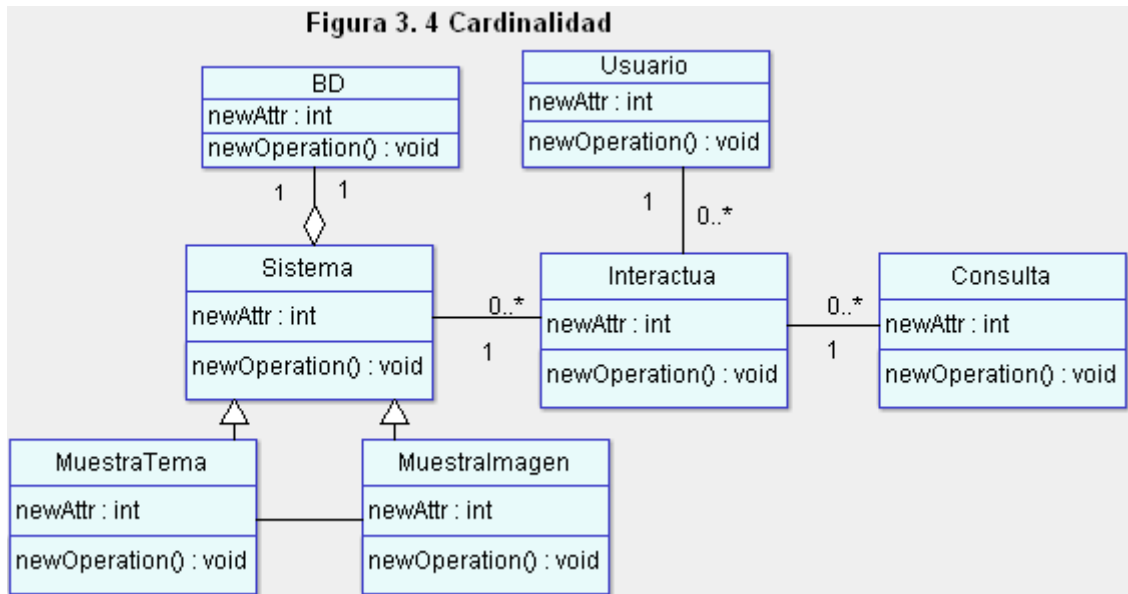 Figura 3. 4 Cardinalidad
BD
newAttr : int
newOperation() : void
Usuario
newAttr : int
newOperation() : void
1
1
1
0..*
Sistema
newAttr : int
newOperation() : void
0..*
1
Interactua
newAttr : int
newOperation() : void
0..*
1
Consulta
newAttr : int
newOperation() : void
MuestraTema
newAttr : int
newOperation() : void
MuestraImagen
newAttr : int
newOperation() : void